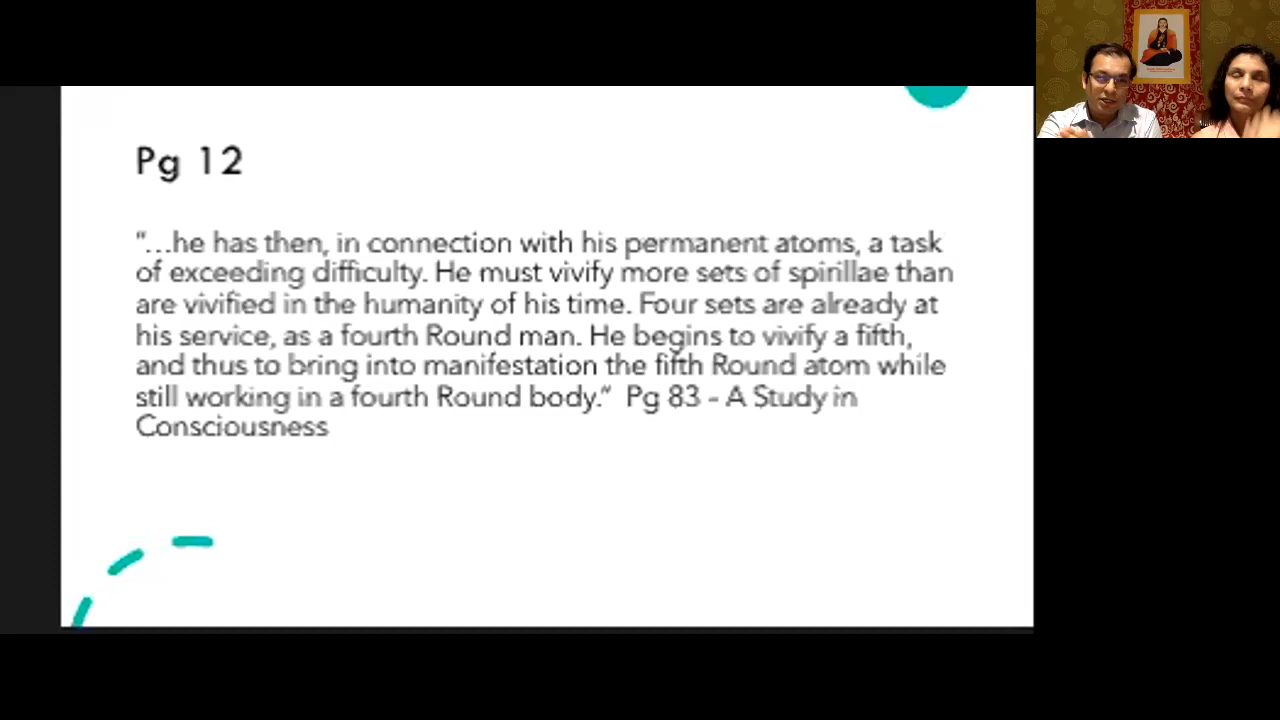 Pg 12
"...he has then, in connection with his permanent atoms, a task
of exceeding difficulty. He must vivify more sets of spirillae than
are vivified in the humanity of his time. Four sets are already at
his service, as a fourth Round man. He begins to vivify a fifth,
and thus to bring into manifestation the fifth Round atom while
still working in a fourth Round body." Pg 83 - A Study in
Consciousness